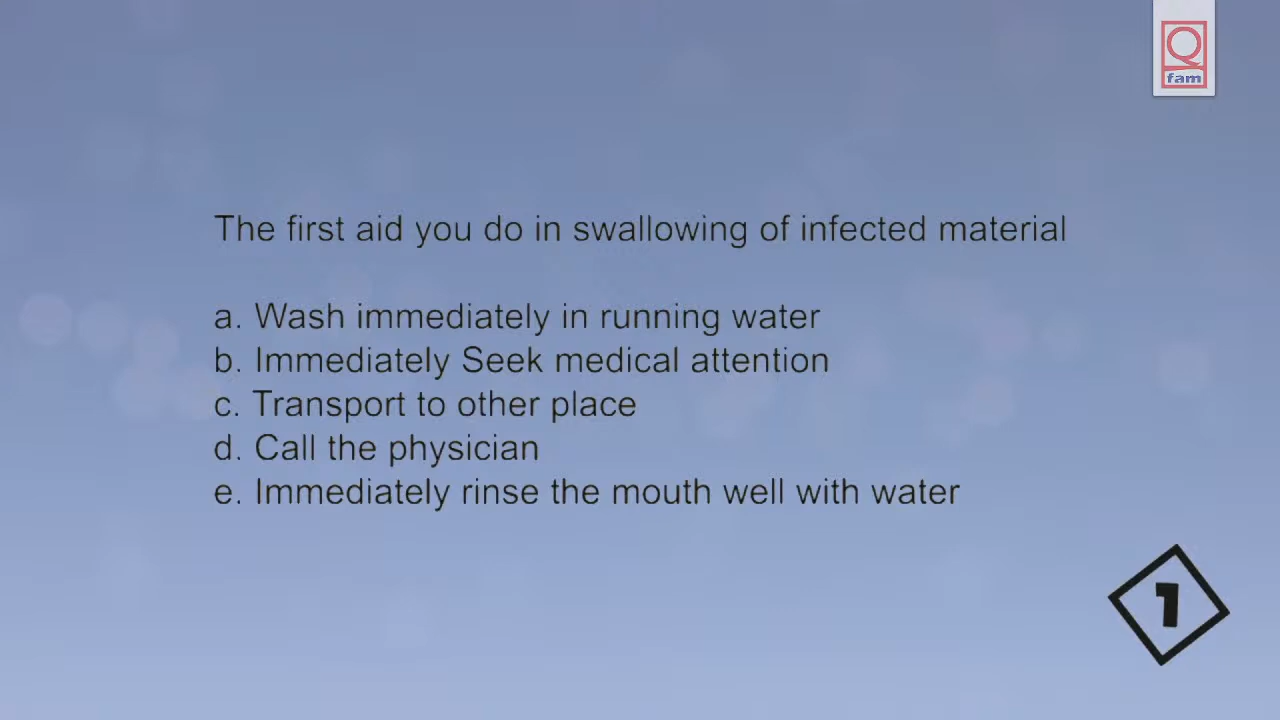 Q
fam
The first aid you do in swallowing of infected material
a. Wash immediately in running water
b. Immediately Seek medical attention
c. Transport to other place
d. Call the physician
e. Immediately rinse the mouth well with water
1